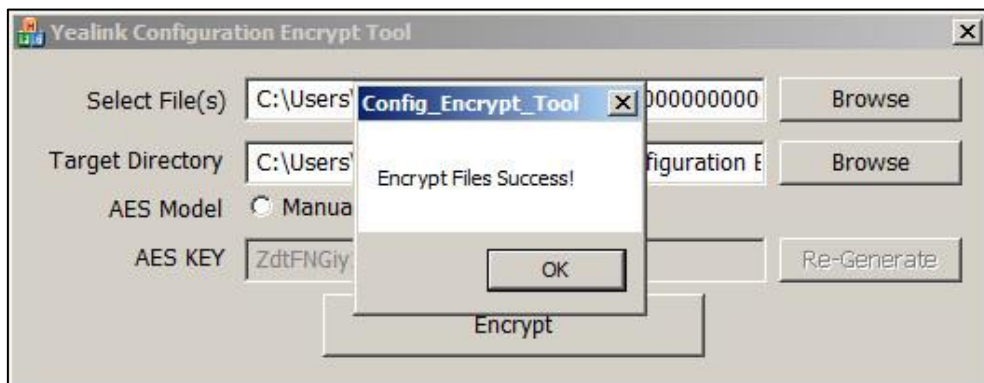 Yealink Configuration Encrypt Tool
Select File(s) C:\Users\ 000000000 Browse
Config_Encrypt_Tool
Target Directory C:\Users\ figuration E Browse
Encrypt Files Success!
AES Model Manua
AES KEY ZdtFNGiy Re-Generate
OK
Encrypt